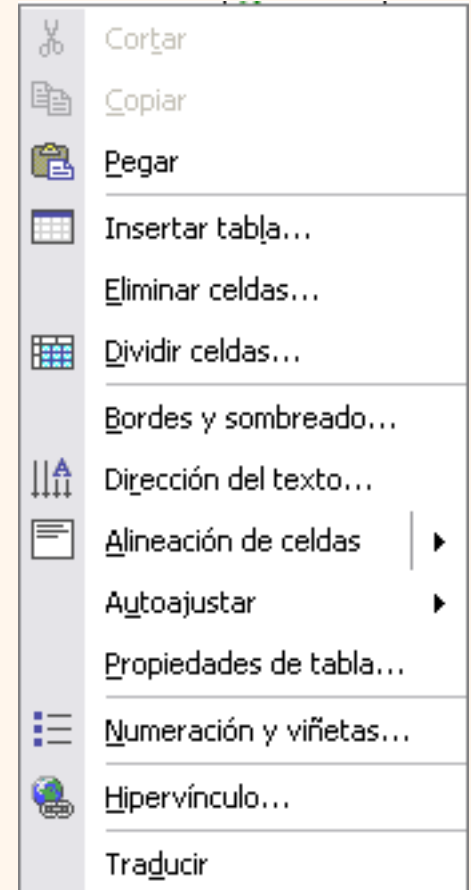 Cortar
Copiar
Pegar
Insertar tabla...
Eliminar celdas...
Dividir celdas...
Bordes y sombreado...
Dirección del texto...
Alineación de celdas
Autoajustar
Propiedades de tabla...
Numeración y viñetas...
Hipervínculo...
Traducir